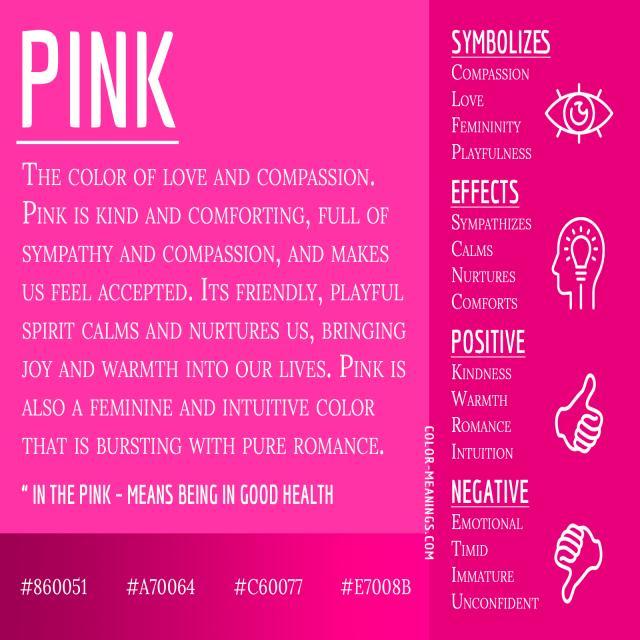 PINK
THE COLOR OF LOVE AND COMPASSION.
PINK IS KIND AND COMFORTING, FULL OF
SYMPATHY AND COMPASSION, AND MAKES
US FEEL ACCEPTED. ITS FRIENDLY, PLAYFUL
SPIRIT CALMS AND NURTURES US, BRINGING
JOY AND WARMTH INTO OUR LIVES. PINK IS
ALSO A FEMININE AND INTUITIVE COLOR
THAT IS BURSTING WITH PURE ROMANCE.
“ IN THE PINK - MEANS BEING IN GOOD HEALTH
#860051 #A70064 #C60077 #E7008B
COLOR-MEANINGS.COM
SYMBOLIZES
COMPASSION
LOVE
FEMININITY
PLAYFULNESS
EFFECTS
SYMPATHIZES
CALMS
NURTURES
COMFORTS
POSITIVE
KINDNESS
WARMTH
ROMANCE
INTUITION
NEGATIVE
EMOTIONAL
TIMID
IMMATURE
UNCONFIDENT